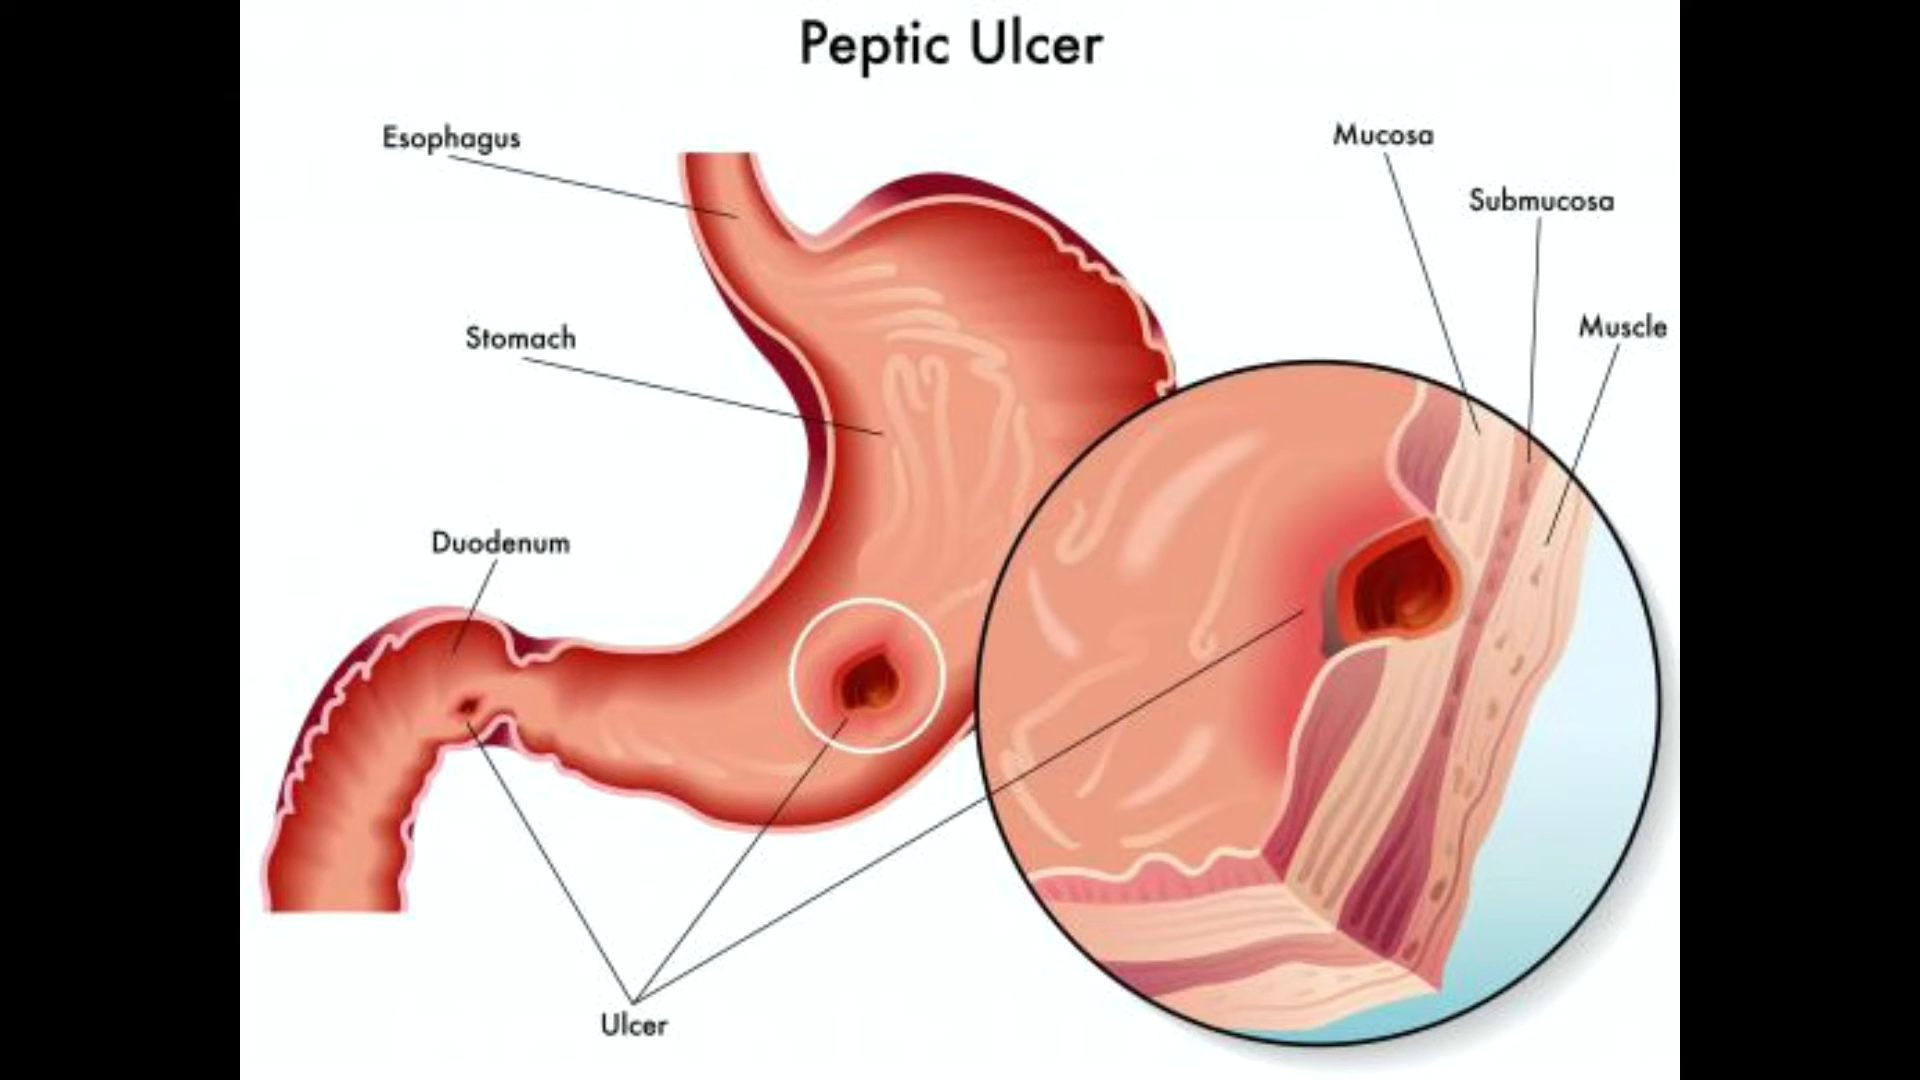 Peptic Ulcer
Esophagus
Mucosa
Submucosa
Muscle
Stomach
Duodenum
Ulcer